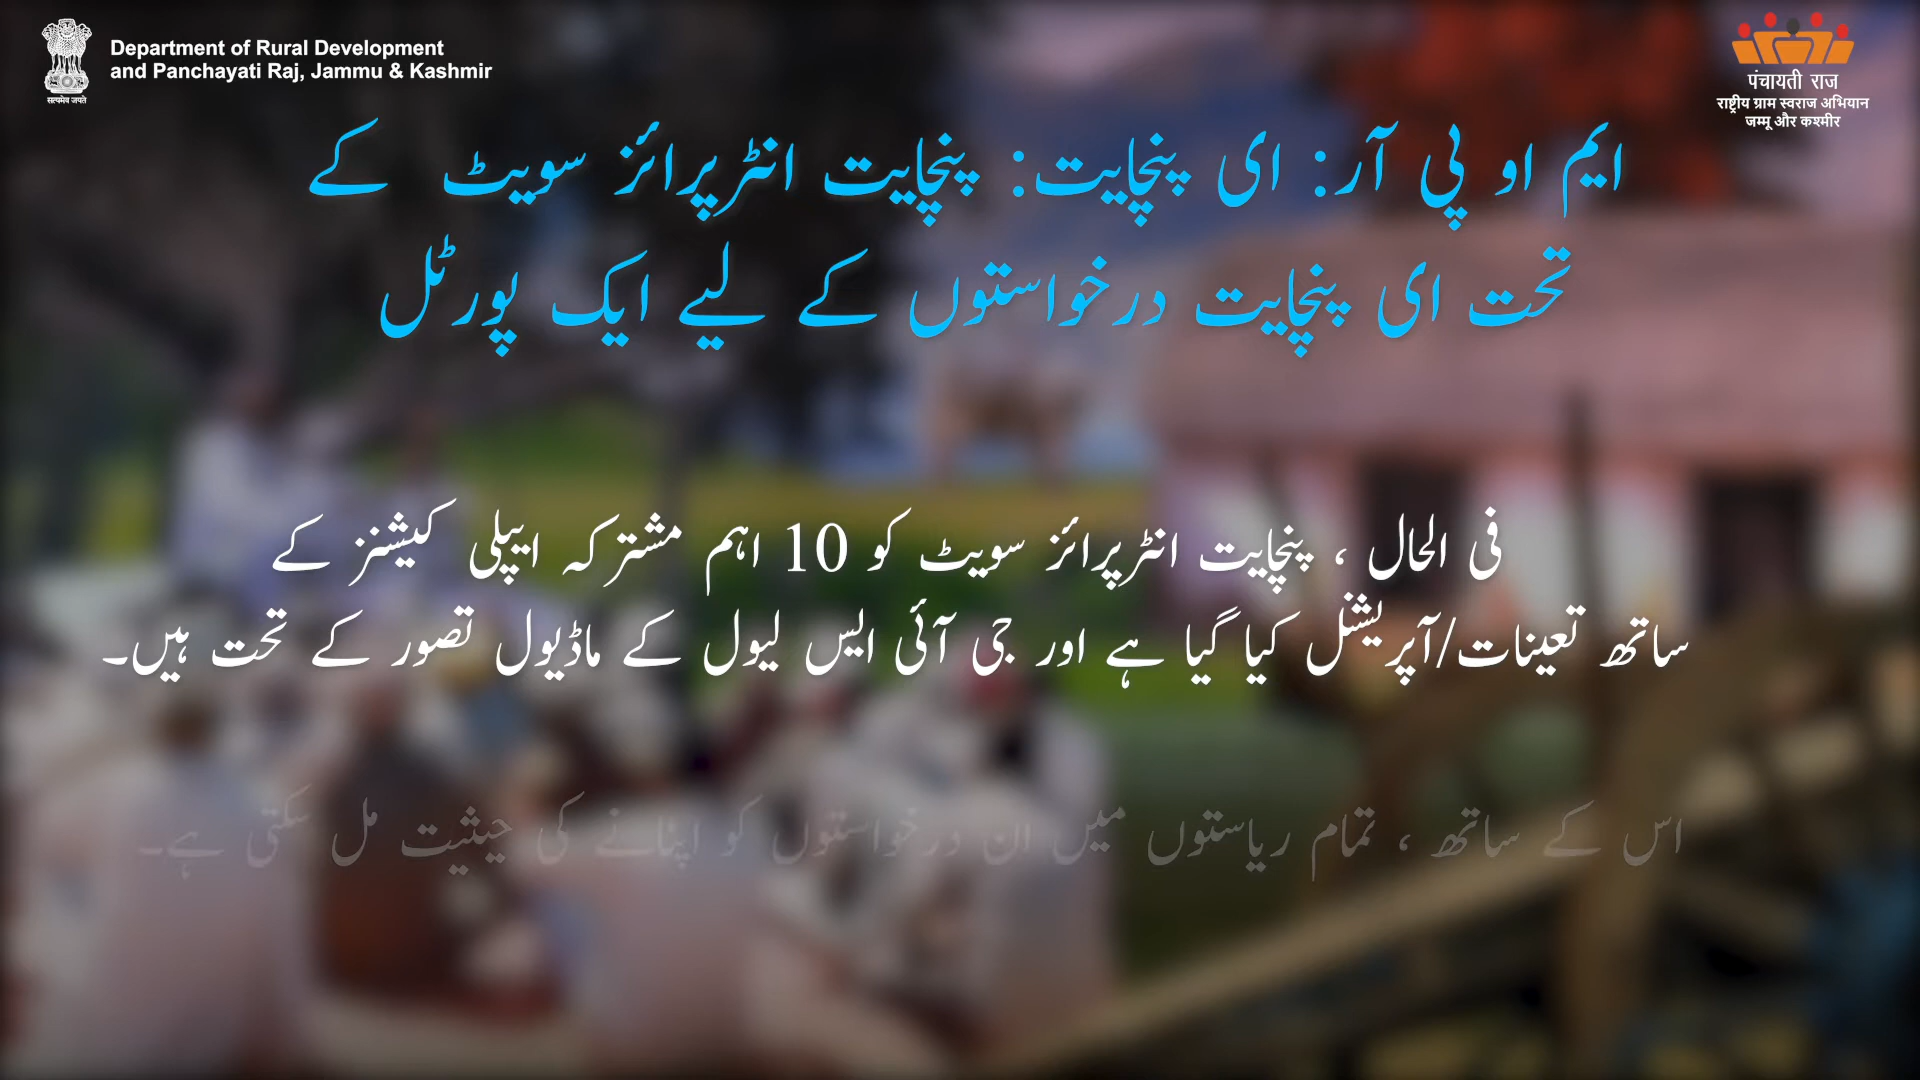 Department of Rural Development
and Panchayati Raj, Jammu & Kashmir
सत्यमेव जयते
पंचायती राज
राष्ट्रीय ग्राम स्वराज अभियान
जम्मू और कश्मीर
ایم او پی آر: ای پنچایت: پنچایت انٹرپرائز سویٹ کے
تحت ای پنچایت درخواستوں کے لیے ایک پورٹل
فی الحال ، پنچایت انٹرپرائز سویٹ کو 10 اہم مشترکہ ایپلی کیشنز کے
ساتھ تعینات/آپریشنل کیا گیا ہے اور جی آئی ایس لیول کے ماڈیول تصور کے تحت ہیں۔
اس کے ساتھ ، تمام ریاستوں میں ان درخواستوں کو اپنانے کی حیثیت مل سکتی ہے۔